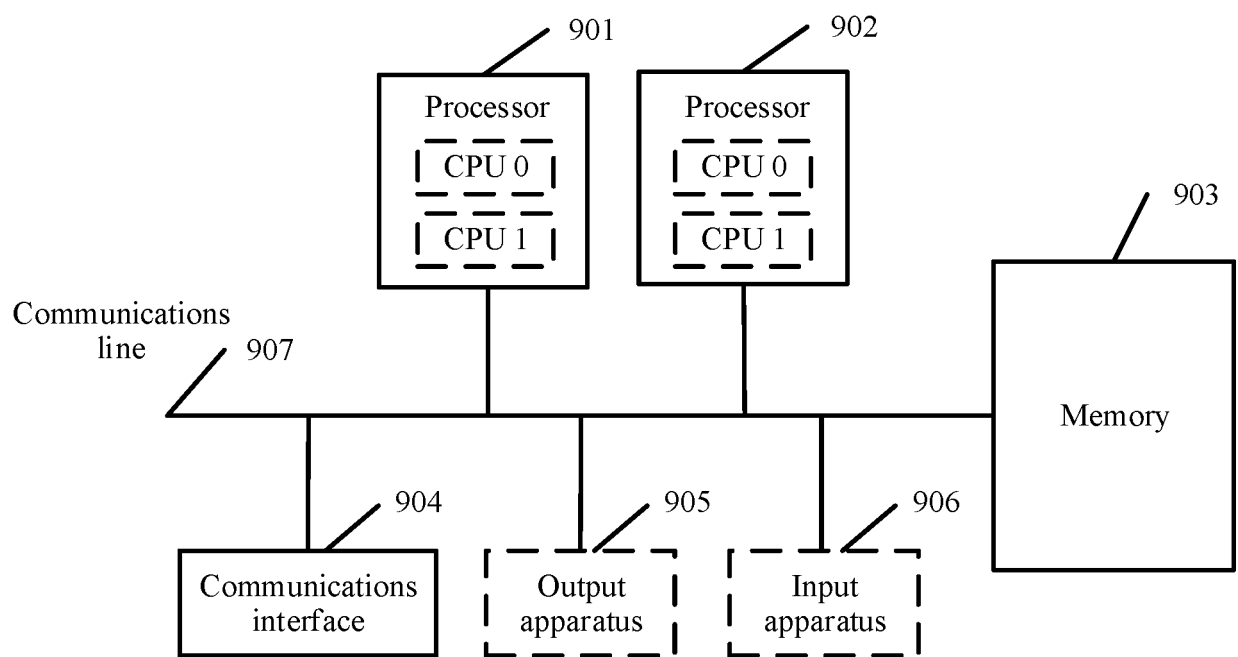 901
902
Processor
CPU 0
CPU 1
Processor
CPU 0
CPU 1
903
Communications
line
907
Memory
904
905
906
Communications
interface
Output
apparatus
Input
apparatus